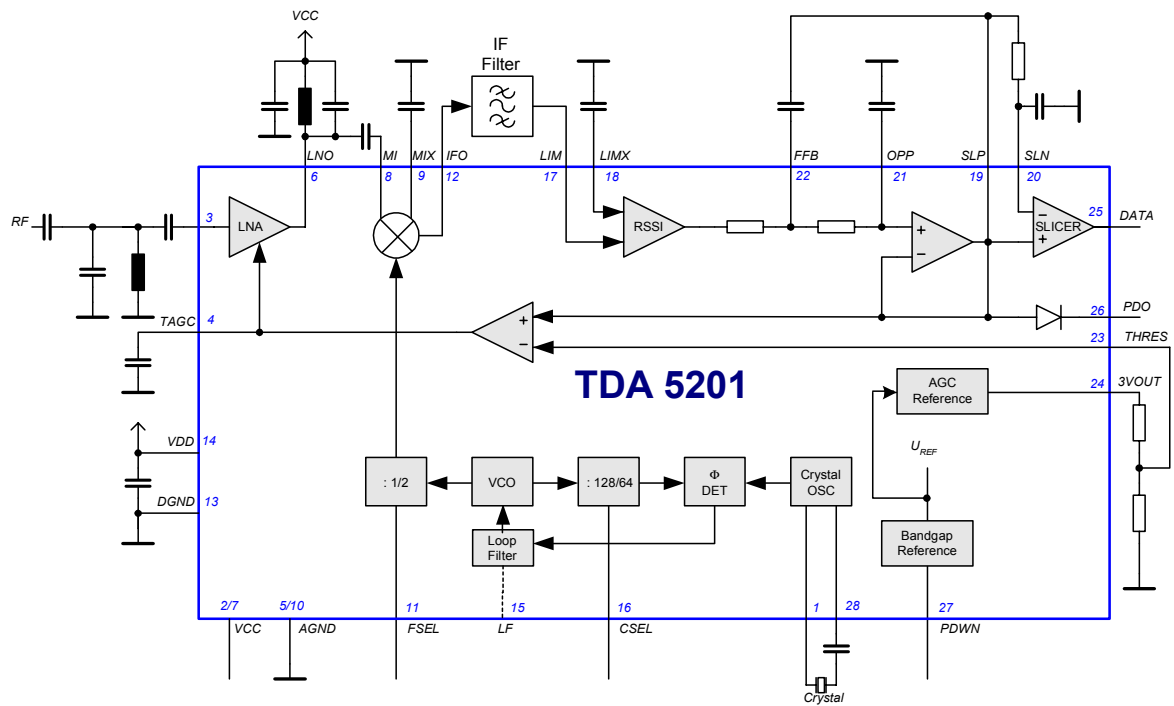 VCC
IF
Filter
LNO
MI
MIX
IFO
LIM
LIMX
FFB
OPP
SLP
SLN
6
8
9
12
17
18
22
21
19
20
RF
3
LNA
RSSI
+
−
−
+
SLICER
25
DATA
TAGC
4
+
−
26
PDO
23
THRES
TDA 5201
24
3VOUT
AGC
Reference
UREF
VDD
14
DGND
13
: 1/2
VCO
: 128/64
Φ
DET
Crystal
OSC
Loop
Filter
Bandgap
Reference
2/7
5/10
11
15
16
1
28
27
VCC
AGND
FSEL
LF
CSEL
PDWN
Crystal